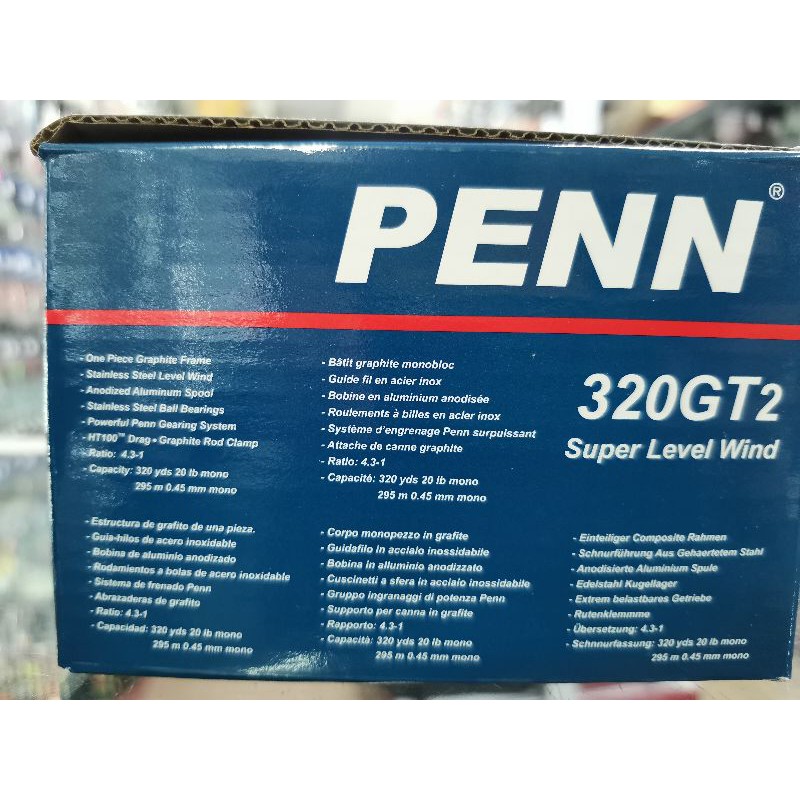 PENN®
320GT2
Super Level Wind
- One Piece Graphite Frame
- Stainless Steel Level Wind
- Anodized Aluminum Spool
- Stainless Steel Ball Bearings
- Powerful Penn Gearing System
- HT100™ Drag - Graphite Rod Clamp
- Ratio: 4.3-1
- Capacity: 320 yds 20 lb mono
295 m 0.45 mm mono
- Bâtit graphite monobloc
- Guide fil en acier inox
- Bobine en aluminium anodisée
- Roulements à billes en acier inox
- Système d'engrenage Penn surpuissant
- Attache de canne graphite
- Ratio: 4.3-1
- Capacité: 320 yds 20 lb mono
295 m 0.45 mm mono
- Estructura de grafito de una pieza.
- Guia-hilos de acero inoxidable
- Bobina de aluminio anodizado
- Rodamientos a bolas de acero inoxidable
- Sistema de frenado Penn
- Abrazaderas de grafito
- Ratio: 4.3-1
- Capacidad: 320 yds 20 lb mono
295 m 0.45 mm mono
- Corpo monopezzo in grafite
- Guidafilo in acciaio inossidabile
- Bobina in alluminio anodizzato
- Cuscinetti a sfera in acciaio inossidabile
- Gruppo ingranaggi di potenza Penn
- Supporto per canna in grafite
- Rapporto: 4.3-1
- Capacità: 320 yds 20 lb mono
295 m 0.45 mm mono
- Einteiliger Composite Rahmen
- Schnurführung Aus Gehaertetem Stahl
- Anodisierte Aluminium Spule
- Edelstahl Kugellager
- Extrem belastbares Getriebe
- Rutenklemmme
- Übersetzung: 4.3-1
- Schnnurfassung: 320 yds 20 lb mono
295 m 0.45 mm mono